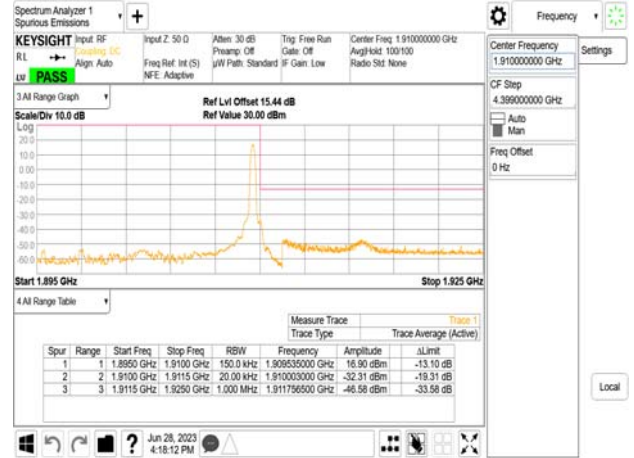 Spectrum Analyzer 1
Spurious Emissions
Frequency
KEYSIGHT Input: RF
Coupling: DC
Align: Auto
RL
LV PASS
Input Z: 50 Ω
Freq Ref: Int (S)
NFE: Adaptive
Atten: 30 dB
Preamp: Off
µW Path: Standard
Trig: Free Run
Gate: Off
IF Gain: Low
Center Freq: 1.910000000 GHz
Avg|Hold: 100/100
Radio Std: None
3 All Range Graph
Scale/Div 10.0 dB
Ref Lvl Offset 15.44 dB
Ref Value 30.00 dBm
Log
20.0
10.0
0.00
-10.0
-20.0
-30.0
-40.0
-50.0
-60.0
Start 1.895 GHz
Stop 1.925 GHz
4 All Range Table
Measure Trace Trace 1
Trace Type Trace Average (Active)
Spur Range Start Freq Stop Freq RBW Frequency Amplitude ΔLimit
1 1 1.8950 GHz 1.9100 GHz 150.0 kHz 1.909535000 GHz 16.90 dBm -13.10 dB
2 2 1.9100 GHz 1.9115 GHz 20.00 kHz 1.910003000 GHz -32.31 dBm -19.31 dB
3 3 1.9115 GHz 1.9250 GHz 1.000 MHz 1.911756500 GHz -46.58 dBm -33.58 dB
Jun 28, 2023
4:18:12 PM
Center Frequency
1.910000000 GHz
Settings
CF Step
4.399000000 GHz
Auto
Man
Freq Offset
0 Hz
Local